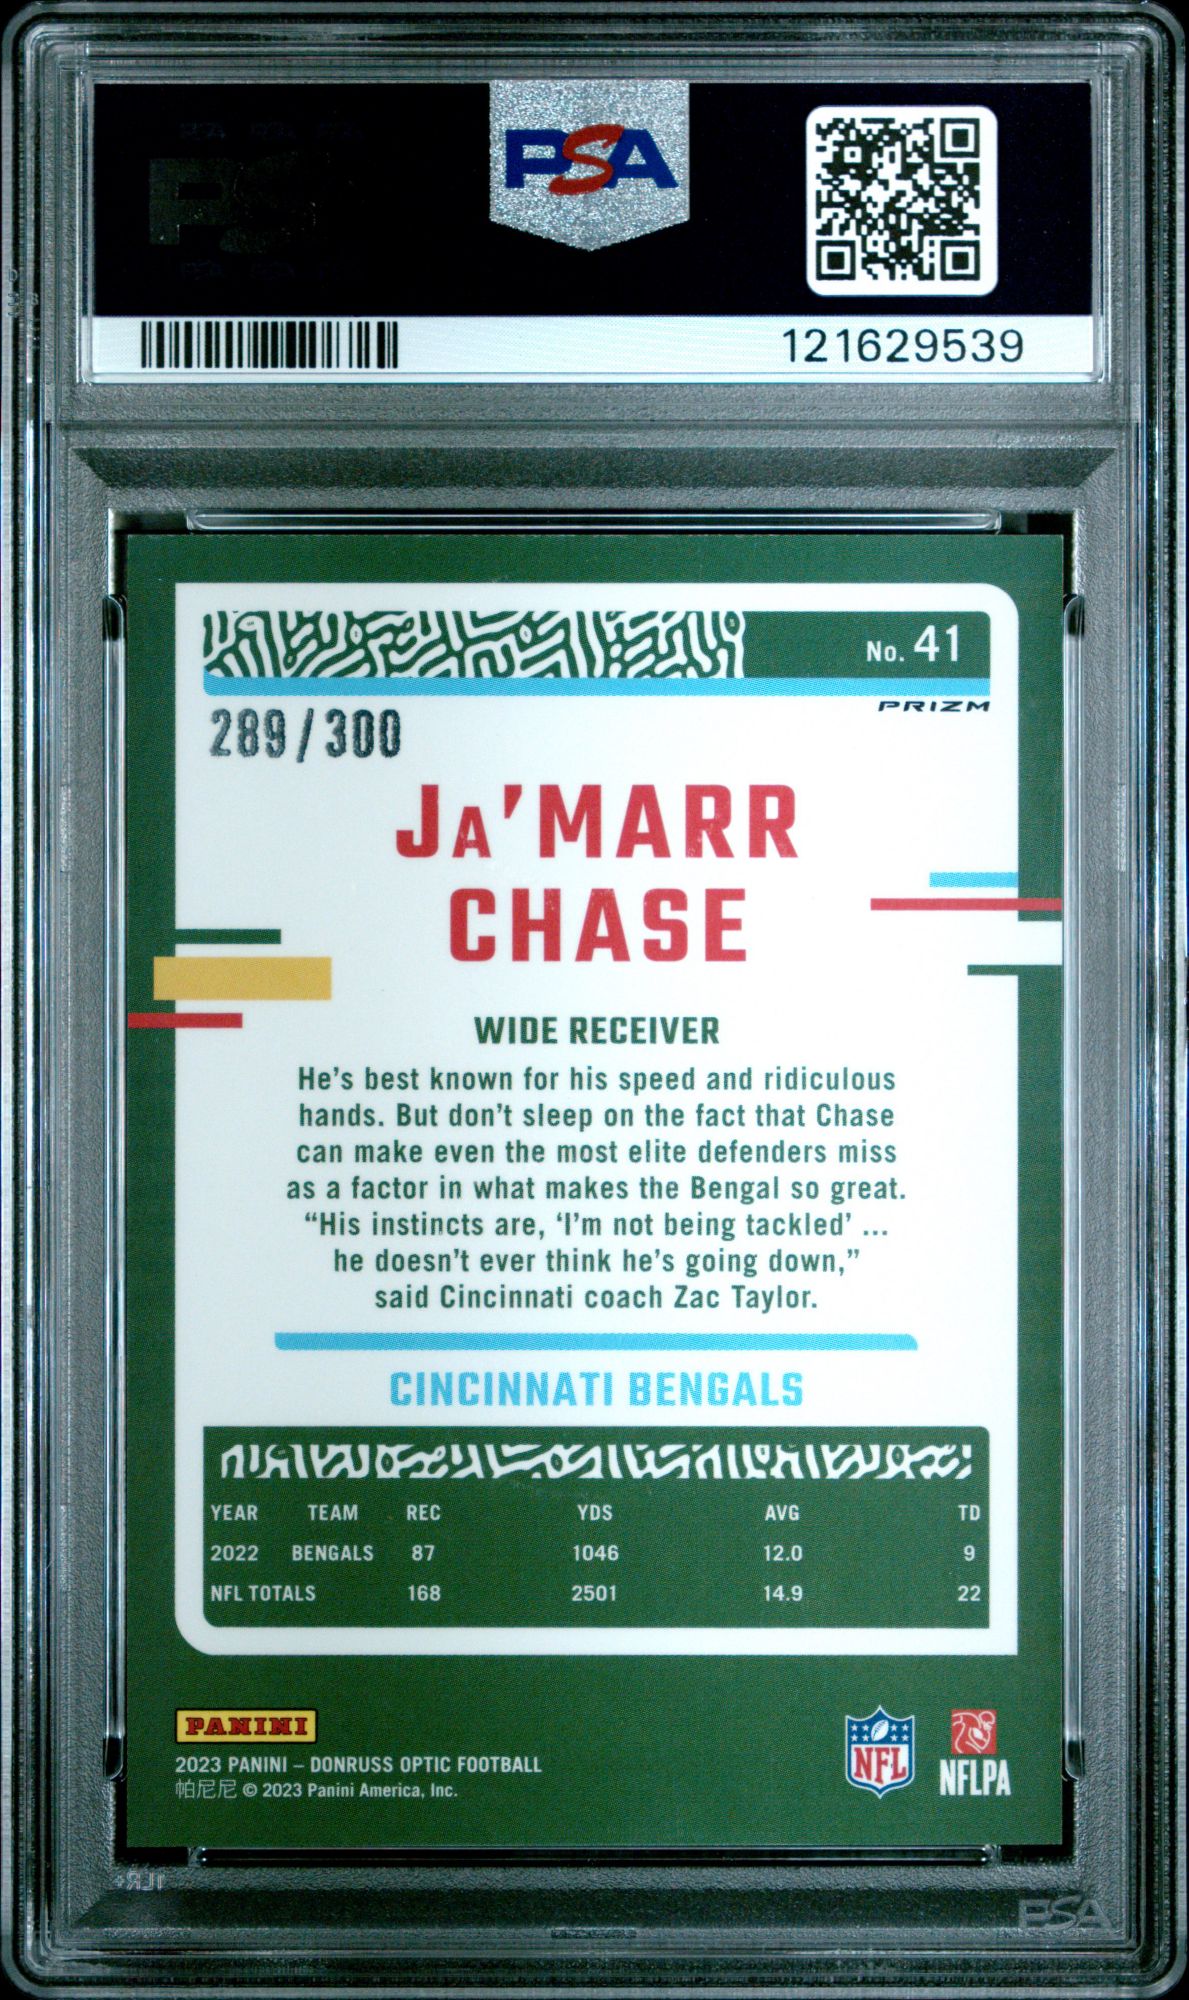 PSA
121629539
No. 41
PRIZM
289/300
JA'MARR
CHASE
WIDE RECEIVER
He's best known for his speed and ridiculous
hands. But don't sleep on the fact that Chase
can make even the most elite defenders miss
as a factor in what makes the Bengal so great.
“His instincts are, ‘I'm not being tackled’ ...
he doesn't ever think he's going down,”
said Cincinnati coach Zac Taylor.
CINCINNATI BENGALS
YEAR TEAM REC YDS AVG TD
2022 BENGALS 87 1046 12.0 9
NFL TOTALS 168 2501 14.9 22
PANINI
2023 PANINI – DONRUSS OPTIC FOOTBALL
帕尼尼 © 2023 Panini America, Inc.
NFL
NFLPA
PSA